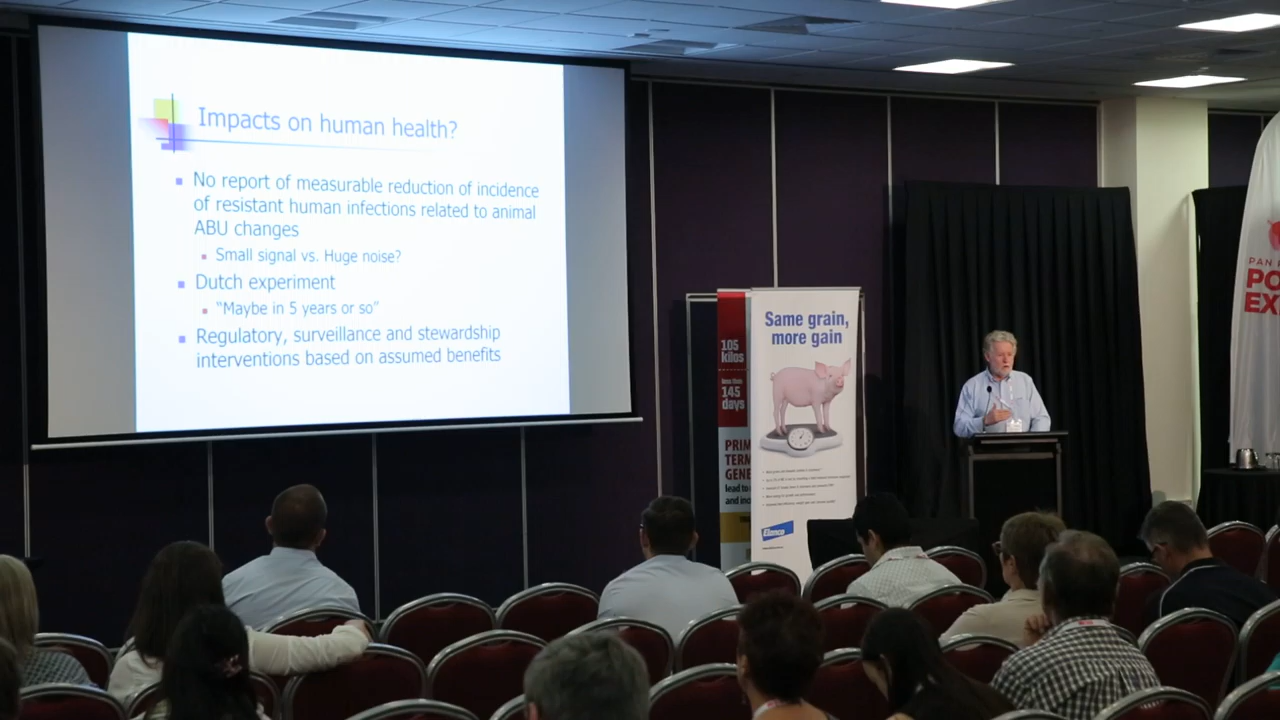 Impacts on human health?
No report of measurable reduction of incidence
of resistant human infections related to animal
ABU changes
Small signal vs. Huge noise?
Dutch experiment
"Maybe in 5 years or so"
Regulatory, surveillance and stewardship
interventions based on assumed benefits
105
kilos
less than
145
days
PRIM
TERM
GENE
lead to
and inc
Same grain,
more gain
Elanco
PAN
PO
EX